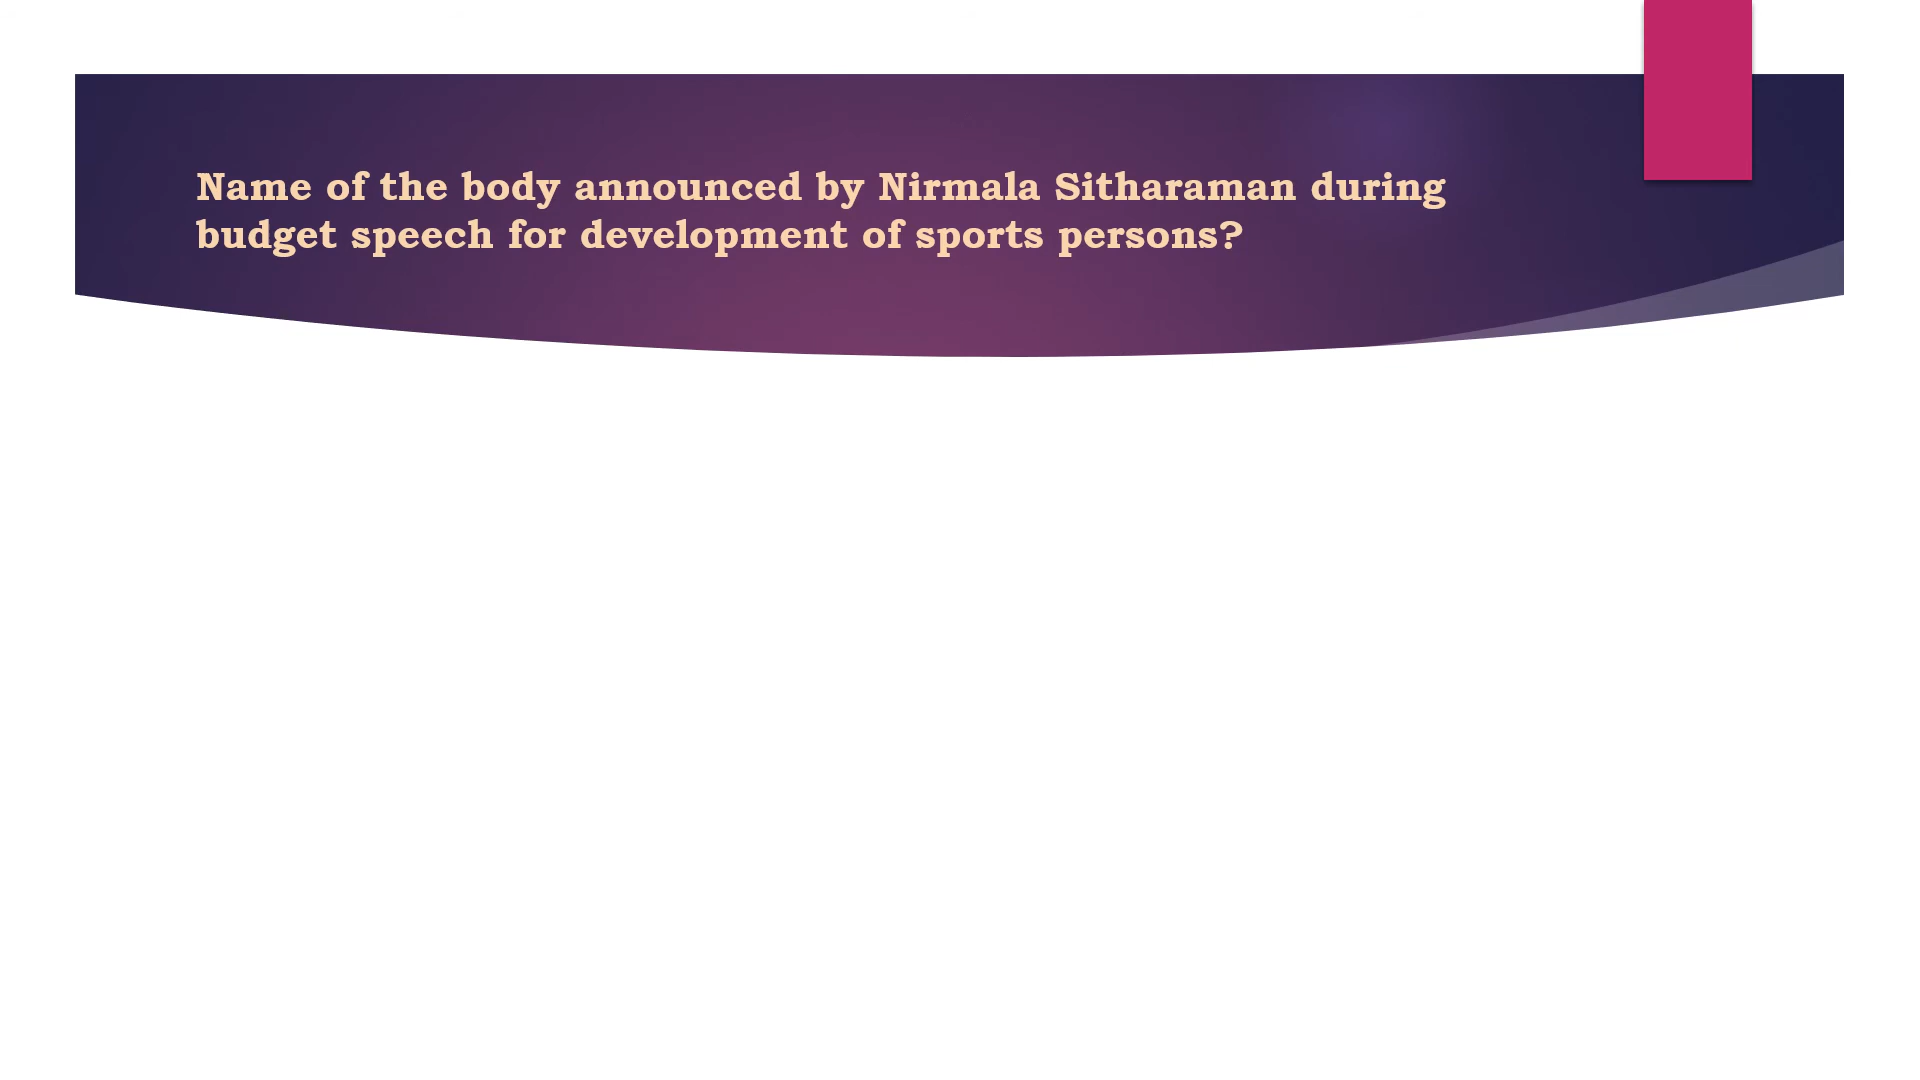 Name of the body announced by Nirmala Sitharaman during
budget speech for development of sports persons?